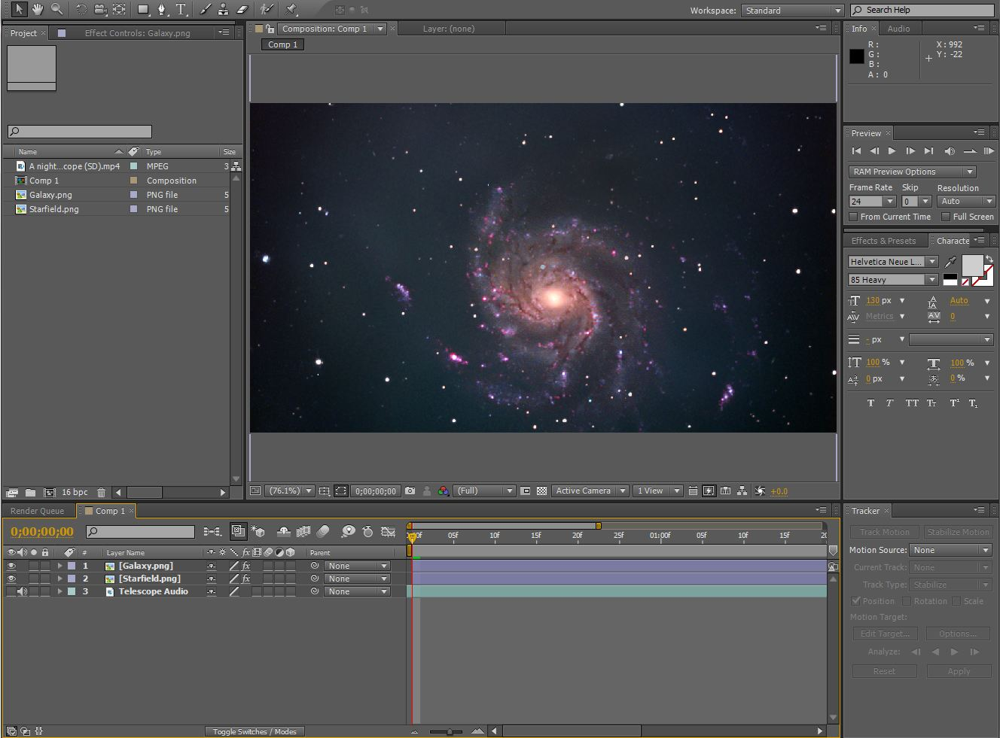 T
Workspace: Standard Search Help
Project Effect Controls: Galaxy.png
Composition: Comp 1 Layer: (none)
Info Audio
Comp 1
R :
G :
B :
A : 0
X : 992
Y : -22
Name Type Size
A night...cope (SD).mp4 MPEG 3
Comp 1 Composition
Galaxy.png PNG file 5
Starfield.png PNG file 5
16 bpc
(76.1%) 0;00;00;00 (Full) Active Camera 1 View +0.0
Preview
RAM Preview Options
Frame Rate Skip Resolution
24 0 Auto
From Current Time Full Screen
Effects & Presets Characte
Helvetica Neue L...
85 Heavy
130 px Auto
Metrics 0
- px
100 % 100 %
0 px 0 %
T T TT Tt T¹ T₁
Render Queue Comp 1
0;00;00;00
05f 10f 15f 20f 25f 01:00f 05f 10f 15f 20
# Layer Name Parent
1 [Galaxy.png] fx None
2 [Starfield.png] fx None
3 Telescope Audio None
Toggle Switches / Modes
Tracker
Track Motion Stabilize Motion
Motion Source: None
Current Track: None
Track Type: Stabilize
Position Rotation Scale
Motion Target:
Edit Target... Options...
Analyze:
Reset Apply